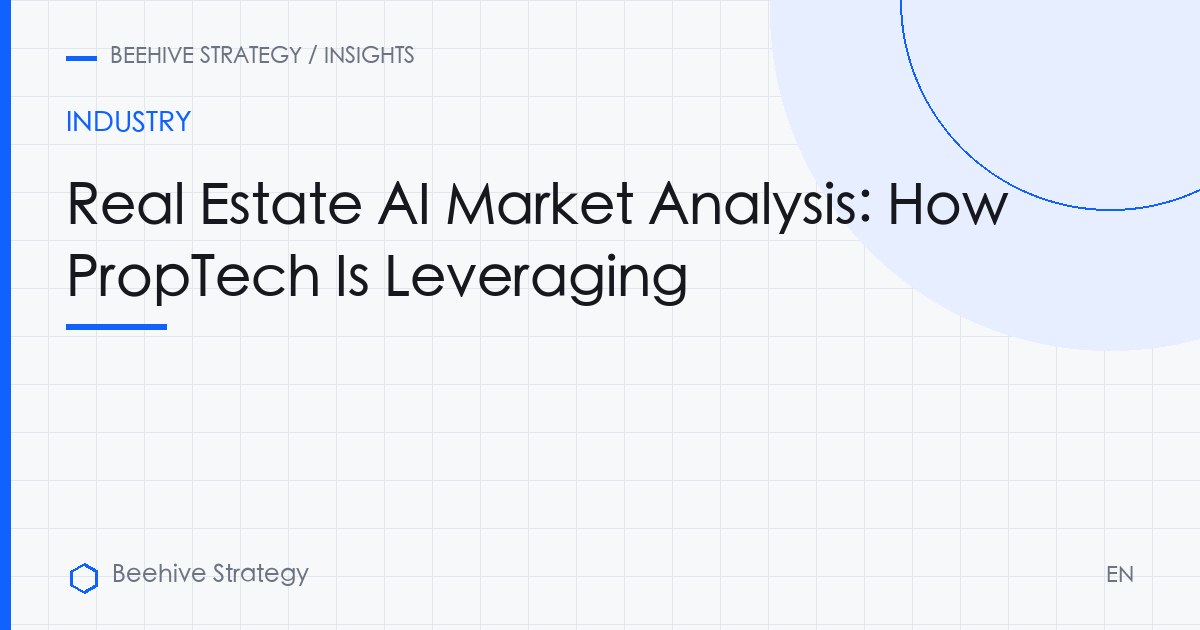 BEEHIVE STRATEGY / INSIGHTS
INDUSTRY
Real Estate AI Market Analysis: How
PropTech Is Leveraging
Beehive Strategy
EN